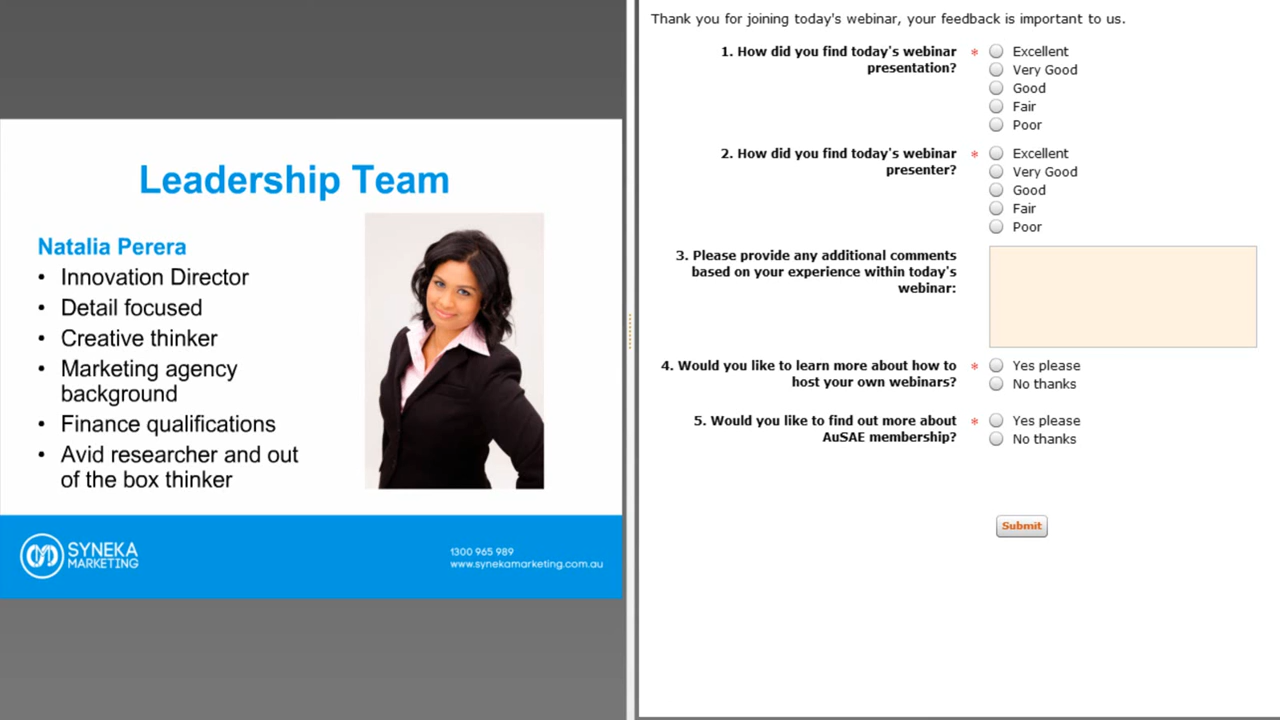 Leadership Team
Natalia Perera
• Innovation Director
• Detail focused
• Creative thinker
• Marketing agency
background
• Finance qualifications
• Avid researcher and out
of the box thinker
SYNEKA
MARKETING
1300 965 989
www.synekamarketing.com.au
Thank you for joining today's webinar, your feedback is important to us.
1. How did you find today's webinar
presentation?
*
Excellent
Very Good
Good
Fair
Poor
2. How did you find today's webinar
presenter?
*
Excellent
Very Good
Good
Fair
Poor
3. Please provide any additional comments
based on your experience within today's
webinar:
4. Would you like to learn more about how to
host your own webinars?
*
Yes please
No thanks
5. Would you like to find out more about
AuSAE membership?
*
Yes please
No thanks
Submit